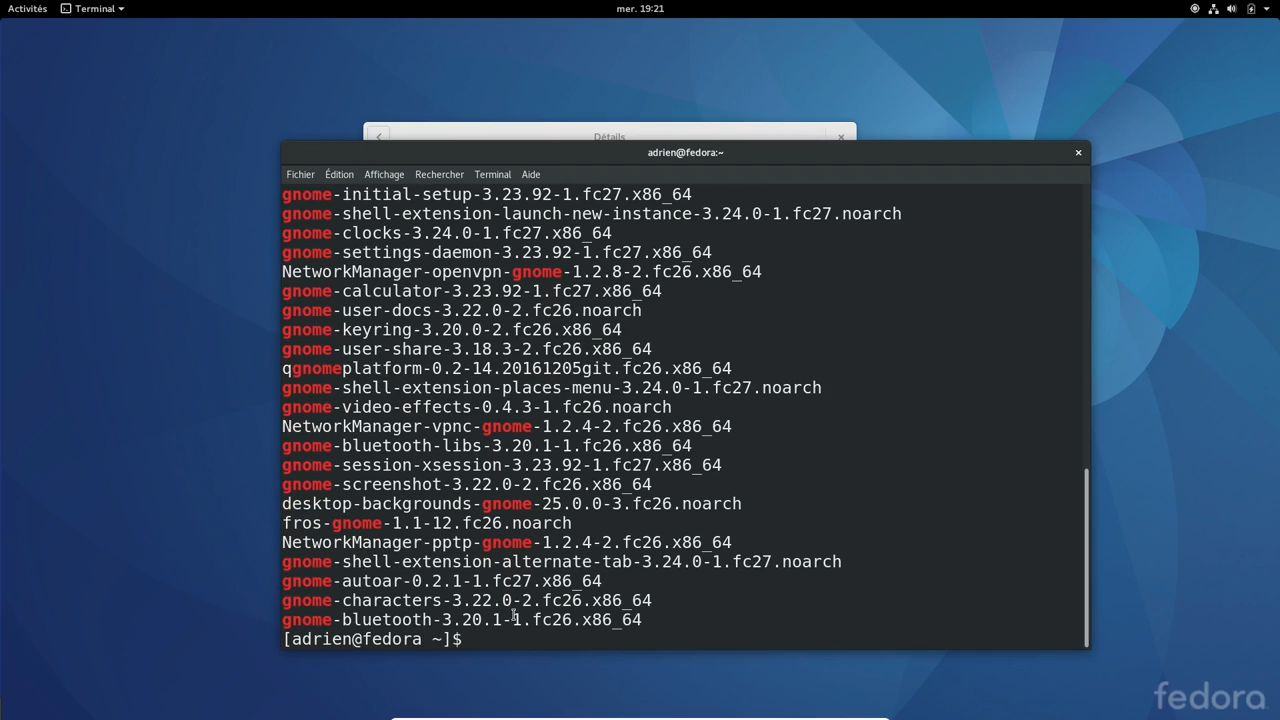 Activités Terminal mer. 19:21
Détails
adrien@fedora:~
Fichier Édition Affichage Rechercher Terminal Aide
gnome-initial-setup-3.23.92-1.fc27.x86_64
gnome-shell-extension-launch-new-instance-3.24.0-1.fc27.noarch
gnome-clocks-3.24.0-1.fc27.x86_64
gnome-settings-daemon-3.23.92-1.fc27.x86_64
NetworkManager-openvpn-gnome-1.2.8-2.fc26.x86_64
gnome-calculator-3.23.92-1.fc27.x86_64
gnome-user-docs-3.22.0-2.fc26.noarch
gnome-keyring-3.20.0-2.fc26.x86_64
gnome-user-share-3.18.3-2.fc26.x86_64
qgnomeplatform-0.2-14.20161205git.fc26.x86_64
gnome-shell-extension-places-menu-3.24.0-1.fc27.noarch
gnome-video-effects-0.4.3-1.fc26.noarch
NetworkManager-vpnc-gnome-1.2.4-2.fc26.x86_64
gnome-bluetooth-libs-3.20.1-1.fc26.x86_64
gnome-session-xsession-3.23.92-1.fc27.x86_64
gnome-screenshot-3.22.0-2.fc26.x86_64
desktop-backgrounds-gnome-25.0.0-3.fc26.noarch
fros-gnome-1.1-12.fc26.noarch
NetworkManager-pptp-gnome-1.2.4-2.fc26.x86_64
gnome-shell-extension-alternate-tab-3.24.0-1.fc27.noarch
gnome-autoar-0.2.1-1.fc27.x86_64
gnome-characters-3.22.0-2.fc26.x86_64
gnome-bluetooth-3.20.1-1.fc26.x86_64
[adrien@fedora ~]$
fedora